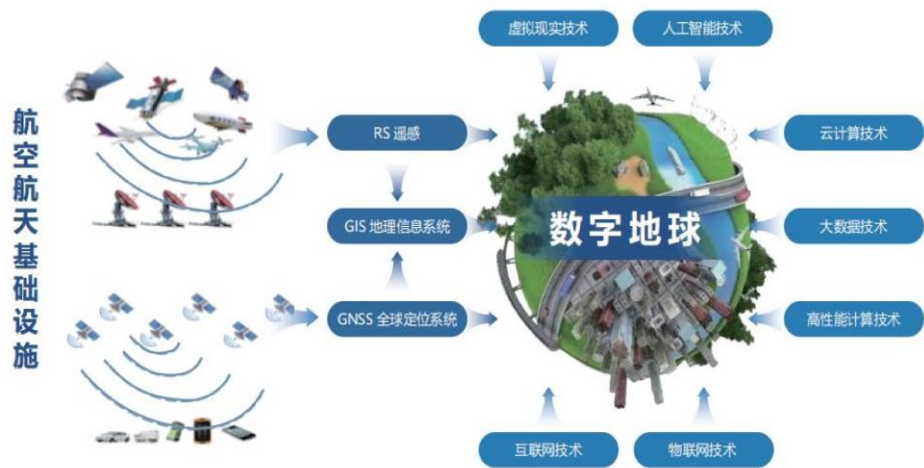 航空航天基础设施
虚拟现实技术
人工智能技术
RS 遥感
云计算技术
GIS 地理信息系统
数字地球
大数据技术
GNSS 全球定位系统
高性能计算技术
互联网技术
物联网技术